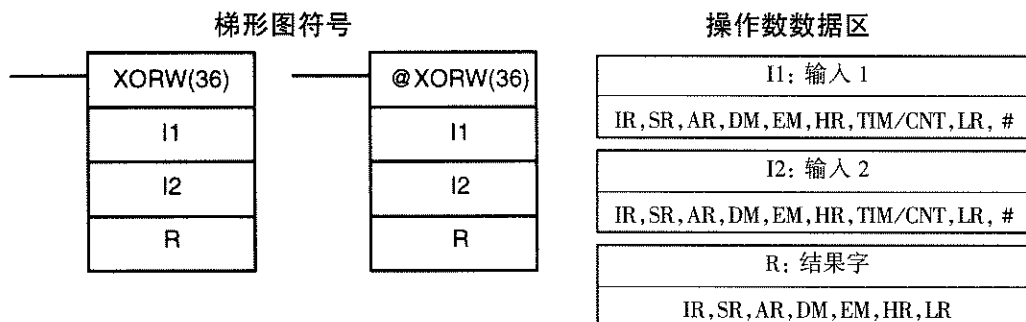 梯形图符号
XORW(36)
I1
I2
R
@XORW(36)
I1
I2
R
操作数数据区
I1: 输入 1
IR,SR,AR,DM,EM,HR,TIM/CNT,LR, #
I2: 输入 2
IR,SR,AR,DM,EM,HR,TIM/CNT,LR, #
R: 结果字
IR,SR,AR,DM,EM,HR,LR